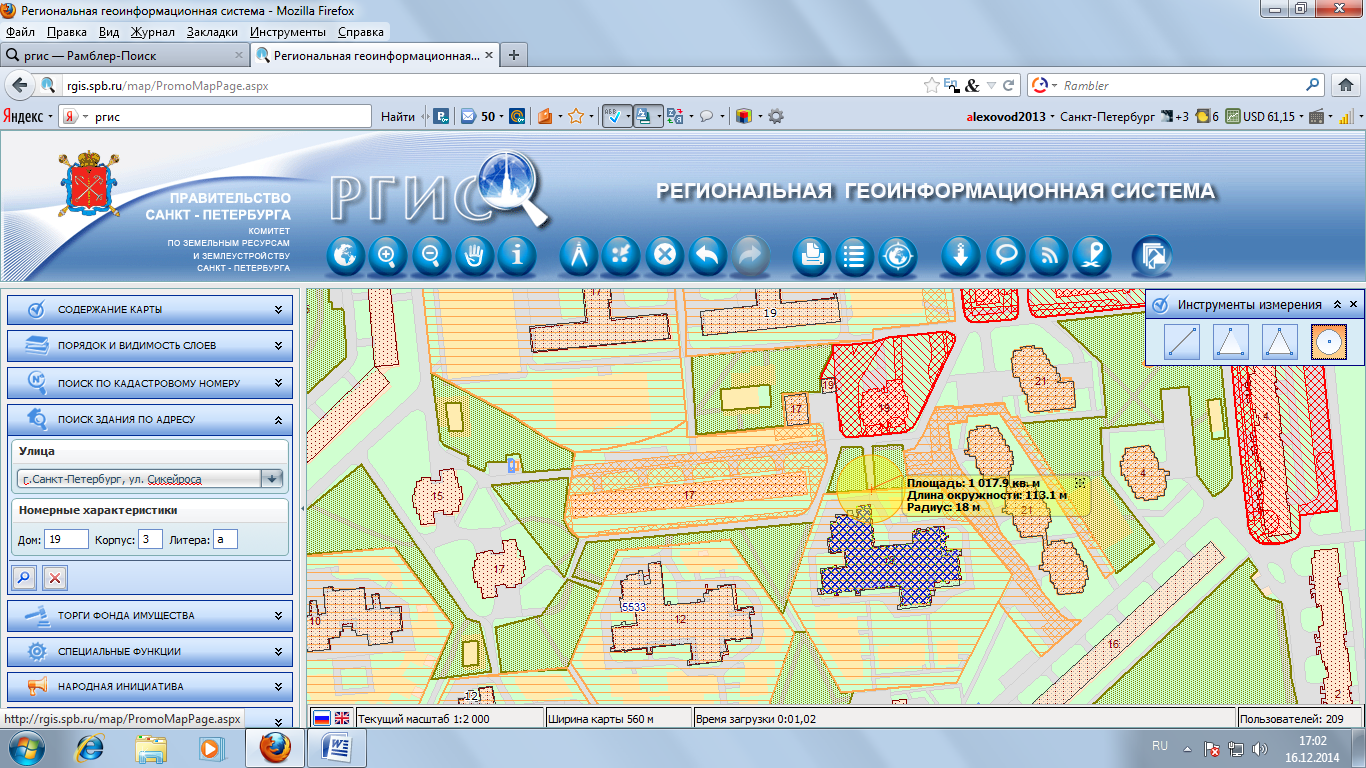 Региональная геоинформационная система - Mozilla Firefox
Файл Правка Вид Журнал Закладки Инструменты Справка
ргис — Рамблер-Поиск
Региональная геоинформационная...
rgis.spb.ru/map/PromoMapPage.aspx
Rambler
Яндекс
ргис
Найти
50
alexovod2013
Санкт-Петербург
+3
6
USD 61,15
ПРАВИТЕЛЬСТВО
САНКТ - ПЕТЕРБУРГА
КОМИТЕТ
ПО ЗЕМЕЛЬНЫМ РЕСУРСАМ
И ЗЕМЛЕУСТРОЙСТВУ
САНКТ - ПЕТЕРБУРГА
РГИС
РЕГИОНАЛЬНАЯ ГЕОИНФОРМАЦИОННАЯ СИСТЕМА
СОДЕРЖАНИЕ КАРТЫ
ПОРЯДОК И ВИДИМОСТЬ СЛОЕВ
ПОИСК ПО КАДАСТРОВОМУ НОМЕРУ
ПОИСК ЗДАНИЯ ПО АДРЕСУ
Улица
г.Санкт-Петербург, ул. Сикейроса
Номерные характеристики
Дом: 19 Корпус: 3 Литера: а
ТОРГИ ФОНДА ИМУЩЕСТВА
СПЕЦИАЛЬНЫЕ ФУНКЦИИ
НАРОДНАЯ ИНИЦИАТИВА
http://rgis.spb.ru/map/PromoMapPage.aspx
Инструменты измерения
17
19
19
17
19
21
15
17
4
21
17
5533
12
10
12
16
2
Площадь: 1 017.9 кв. м
Длина окружности: 113.1 м
Радиус: 18 м
Текущий масштаб 1:2 000
Ширина карты 560 м
Время загрузки 0:01,02
Пользователей: 209
RU
17:02
16.12.2014